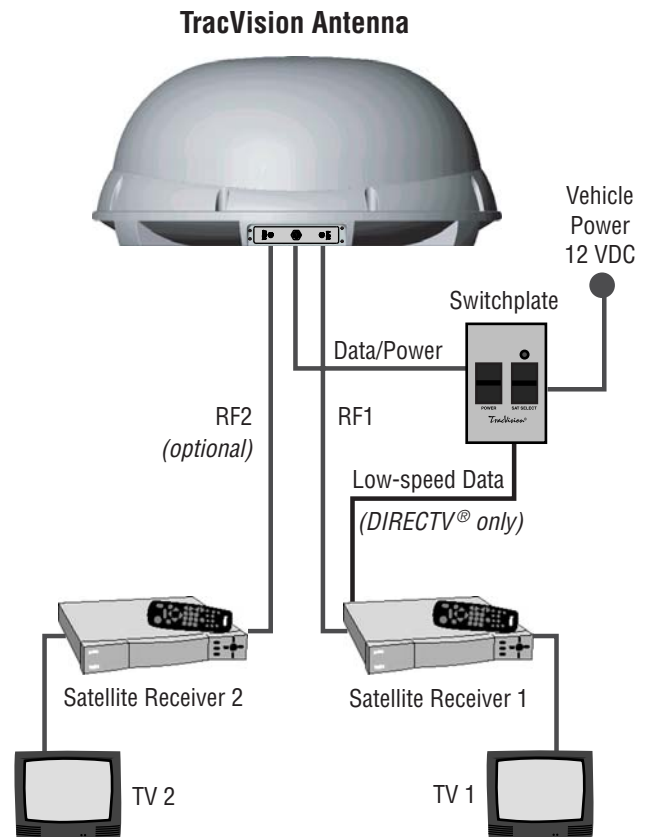 TracVision Antenna
Vehicle
Power
12 VDC
Switchplate
Data/Power
POWER
SAT SELECT
TracVision®
RF2
(optional)
RF1
Low-speed Data
(DIRECTV® only)
Satellite Receiver 2
Satellite Receiver 1
TV 2
TV 1